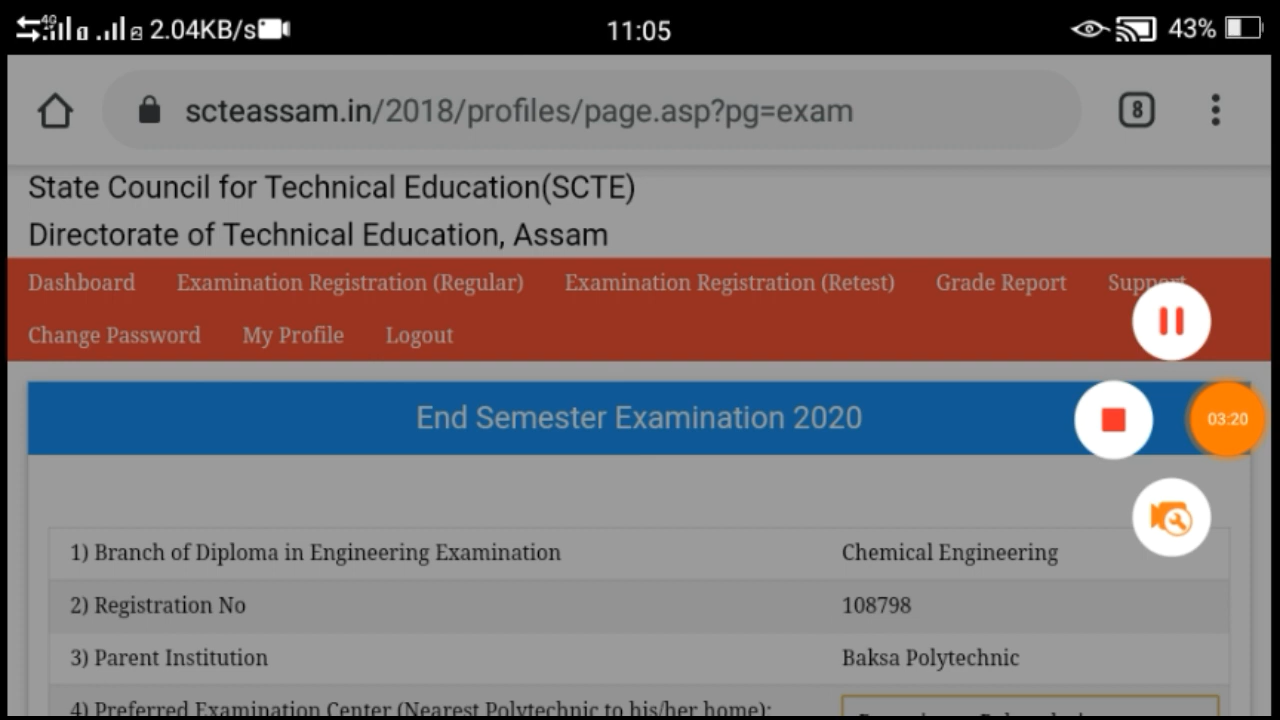 4G 2.04KB/s 11:05 43%
scteassam.in/2018/profiles/page.asp?pg=exam 8
State Council for Technical Education(SCTE)
Directorate of Technical Education, Assam
Dashboard Examination Registration (Regular) Examination Registration (Retest) Grade Report Support
Change Password My Profile Logout
End Semester Examination 2020
03:20
1) Branch of Diploma in Engineering Examination Chemical Engineering
2) Registration No 108798
3) Parent Institution Baksa Polytechnic
4) Preferred Examination Center (Nearest Polytechnic to his/her home):